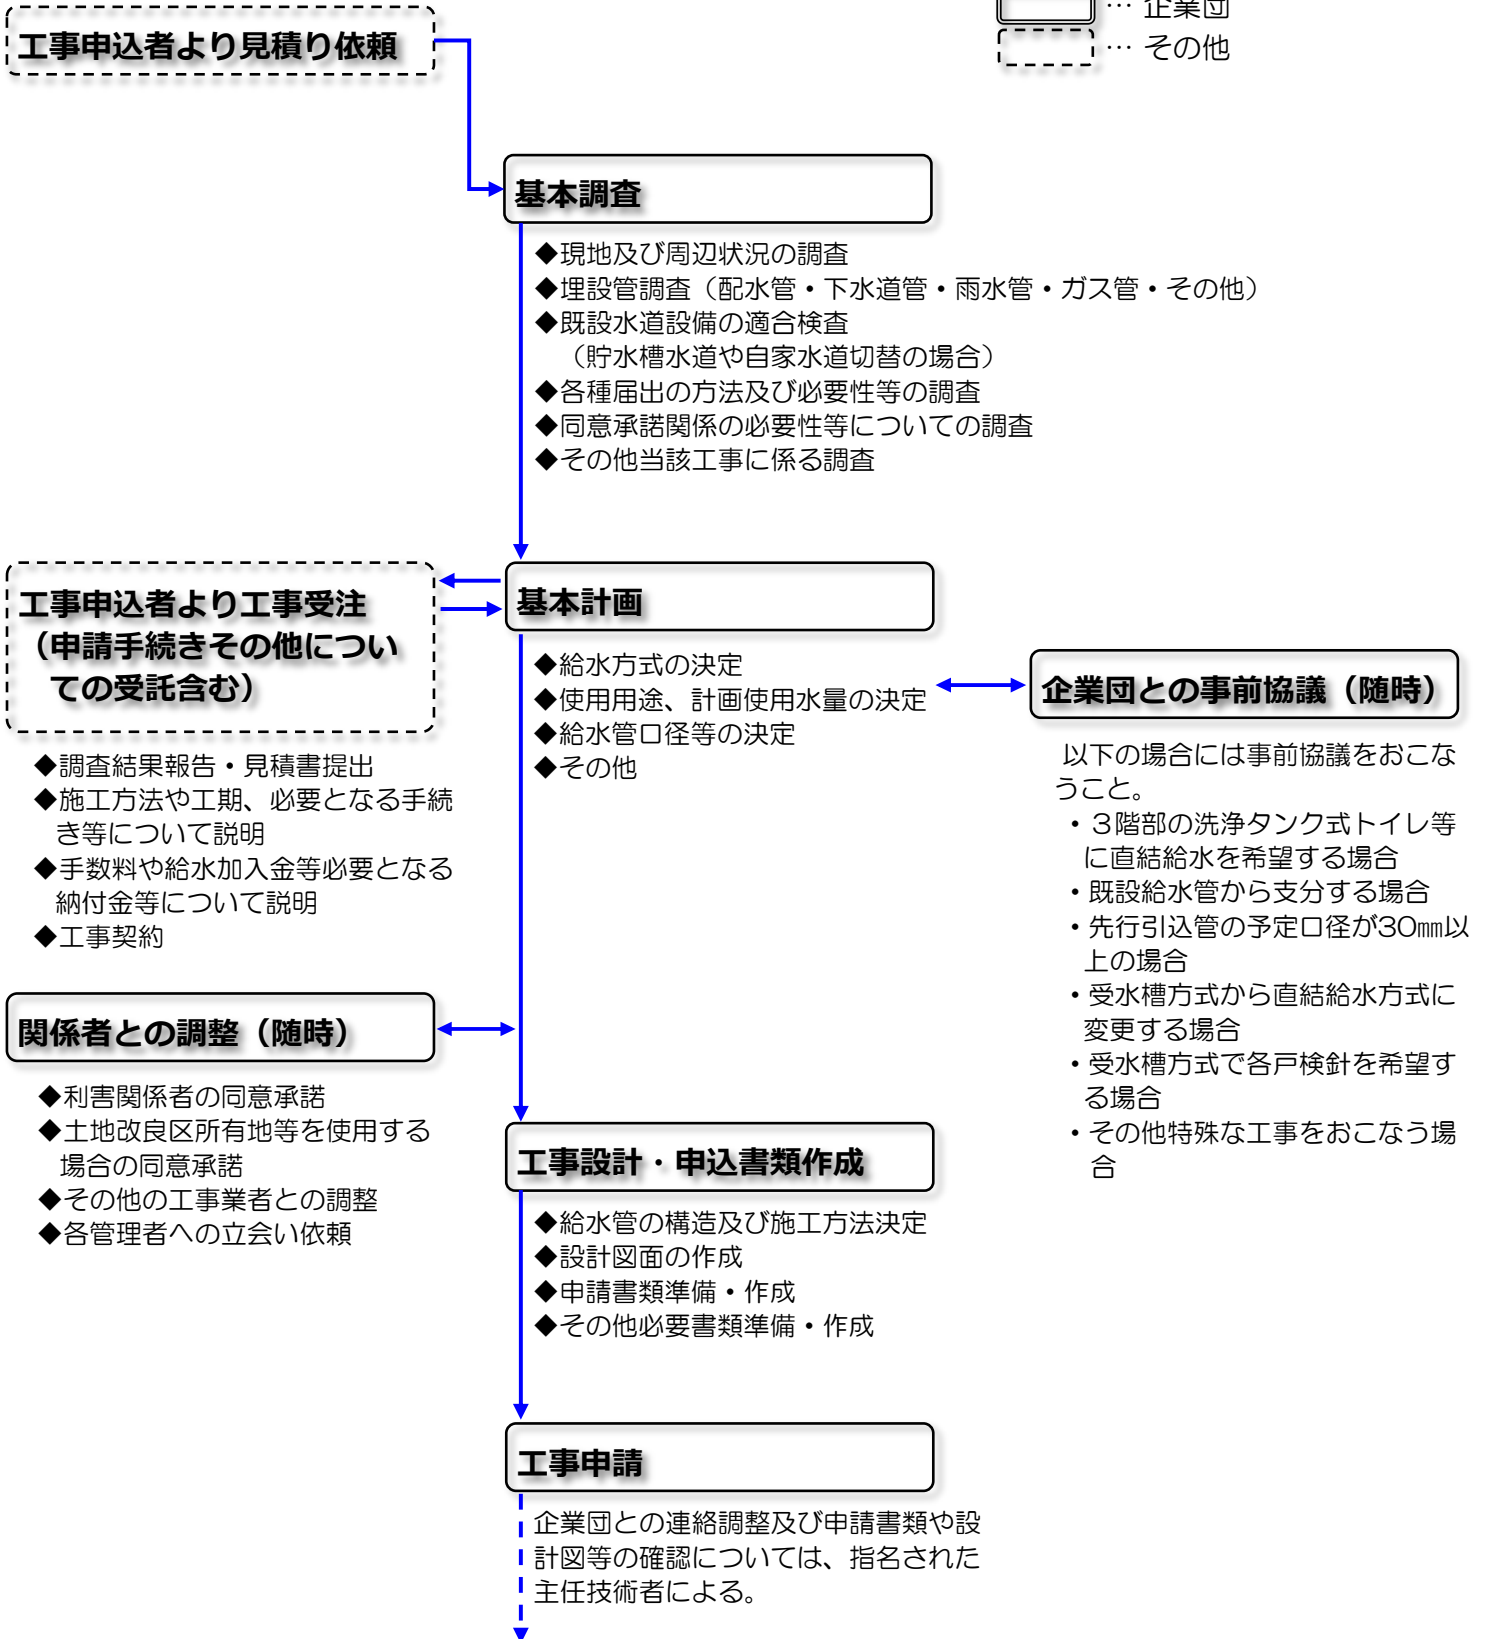 … 企業団
… その他
工事申込者より見積り依頼
基本調査
◆現地及び周辺状況の調査
◆埋設管調査（配水管・下水道管・雨水管・ガス管・その他）
◆既設水道設備の適合検査
（貯水槽水道や自家水道切替の場合）
◆各種届出の方法及び必要性等の調査
◆同意承諾関係の必要性等についての調査
◆その他当該工事に係る調査
工事申込者より工事受注
（申請手続きその他につい
ての受託含む）
◆調査結果報告・見積書提出
◆施工方法や工期、必要となる手続
き等について説明
◆手数料や給水加入金等必要となる
納付金等について説明
◆工事契約
基本計画
◆給水方式の決定
◆使用用途、計画使用水量の決定
◆給水管口径等の決定
◆その他
企業団との事前協議（随時）
以下の場合には事前協議をおこな
うこと。
・３階部の洗浄タンク式トイレ等
に直結給水を希望する場合
・既設給水管から支分する場合
・先行引込管の予定口径が30㎜以
上の場合
・受水槽方式から直結給水方式に
変更する場合
・受水槽方式で各戸検針を希望す
る場合
・その他特殊な工事をおこなう場
合
関係者との調整（随時）
◆利害関係者の同意承諾
◆土地改良区所有地等を使用する
場合の同意承諾
◆その他の工事業者との調整
◆各管理者への立会い依頼
工事設計・申込書類作成
◆給水管の構造及び施工方法決定
◆設計図面の作成
◆申請書類準備・作成
◆その他必要書類準備・作成
工事申請
企業団との連絡調整及び申請書類や設
計図等の確認については、指名された
主任技術者による。